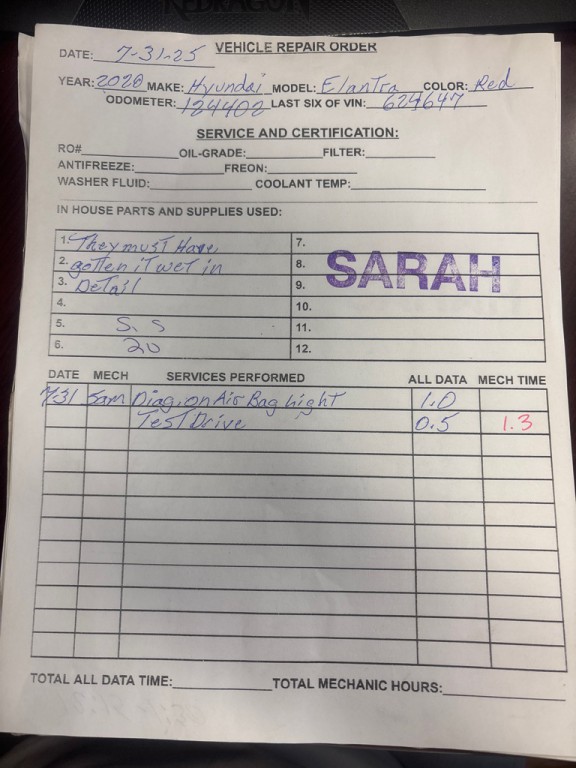 REDRAGON
DATE: 7-31-25 VEHICLE REPAIR ORDER
YEAR: 2020 MAKE: Hyundai MODEL: Elantra COLOR: Red
ODOMETER: 124402 LAST SIX OF VIN: 624647
SERVICE AND CERTIFICATION:
RO# OIL-GRADE: FILTER:
ANTIFREEZE: FREON:
WASHER FLUID: COOLANT TEMP:
IN HOUSE PARTS AND SUPPLIES USED:
1. They must Have 7.
2. gotten it wet in 8. SARAH
3. Detail 9.
4. 10.
5. S. S 11.
6. 20 12.
DATE MECH SERVICES PERFORMED ALL DATA MECH TIME
7-31 Sam Diag. on Air Bag Light 1.0
Test Drive 0.5 1.3
TOTAL ALL DATA TIME: TOTAL MECHANIC HOURS: